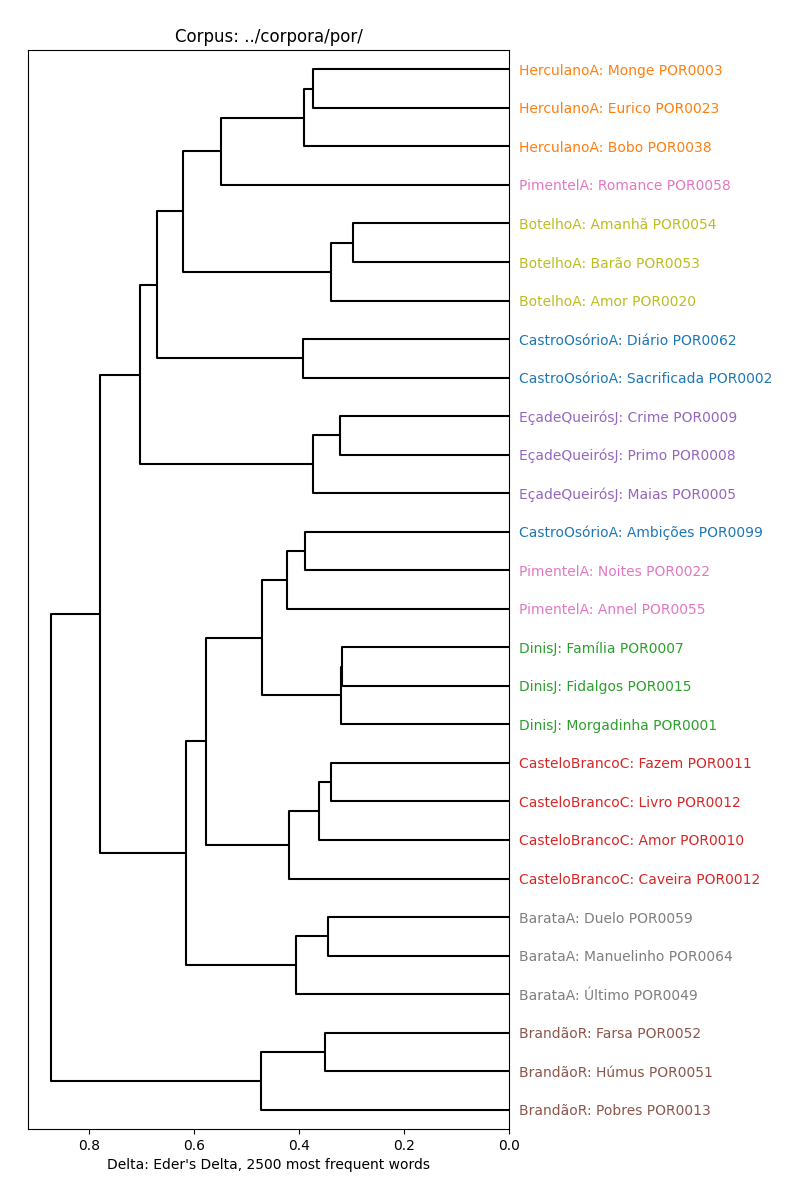 Corpus: ../corpora/por/
HerculanoA: Monge POR0003
HerculanoA: Eurico POR0023
HerculanoA: Bobo POR0038
PimentelA: Romance POR0058
BotelhoA: Amanhã POR0054
BotelhoA: Barão POR0053
BotelhoA: Amor POR0020
CastroOsórioA: Diário POR0062
CastroOsórioA: Sacrificada POR0002
EçadeQueirósJ: Crime POR0009
EçadeQueirósJ: Primo POR0008
EçadeQueirósJ: Maias POR0005
CastroOsórioA: Ambições POR0099
PimentelA: Noites POR0022
PimentelA: Annel POR0055
DinisJ: Família POR0007
DinisJ: Fidalgos POR0015
DinisJ: Morgadinha POR0001
CasteloBrancoC: Fazem POR0011
CasteloBrancoC: Livro POR0012
CasteloBrancoC: Amor POR0010
CasteloBrancoC: Caveira POR0012
BarataA: Duelo POR0059
BarataA: Manuelinho POR0064
BarataA: Último POR0049
BrandãoR: Farsa POR0052
BrandãoR: Húmus POR0051
BrandãoR: Pobres POR0013
0.8 0.6 0.4 0.2 0.0
Delta: Eder's Delta, 2500 most frequent words